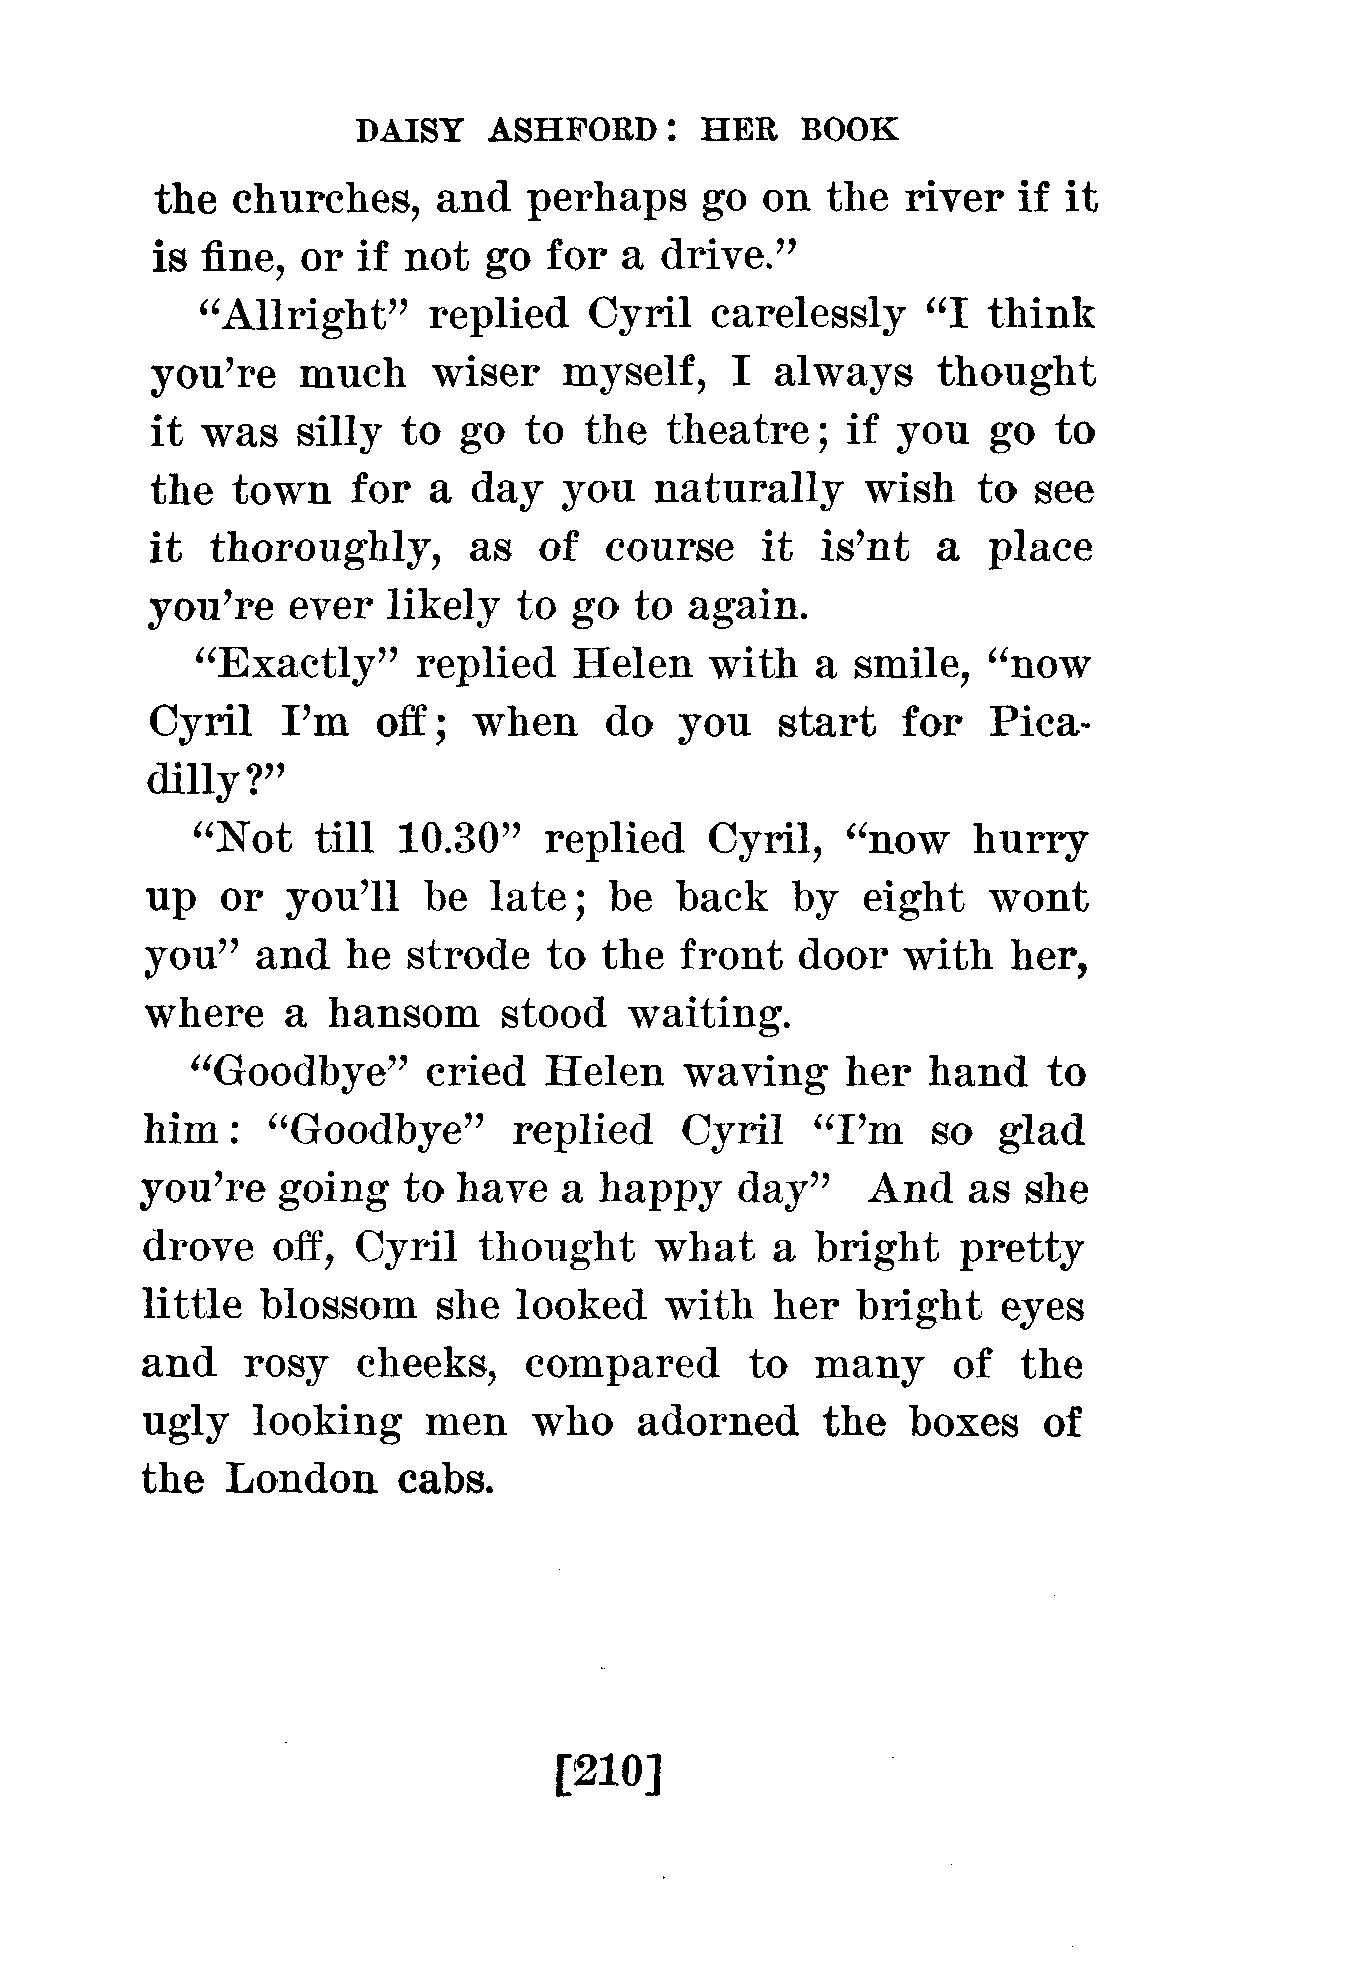 DAISY ASHFORD: HER BOOK
the churches, and perhaps go on the river if it
is fine, or if not go for a drive."
"Allright" replied Cyril carelessly "I think
you're much wiser myself, I always thought
it was silly to go to the theatre; if you go to
the town for a day you naturally wish to see
it thoroughly, as of course it is'nt a place
you're ever likely to go to again.
"Exactly" replied Helen with a smile, "now
Cyril I'm off; when do you start for Pica-
dilly?"
"Not till 10.30" replied Cyril, "now hurry
up or you'll be late; be back by eight wont
you" and he strode to the front door with her,
where a hansom stood waiting.
"Goodbye" cried Helen waving her hand to
him: "Goodbye" replied Cyril "I'm so glad
you're going to have a happy day" And as she
drove off, Cyril thought what a bright pretty
little blossom she looked with her bright eyes
and rosy cheeks, compared to many of the
ugly looking men who adorned the boxes of
the London cabs.
[210]